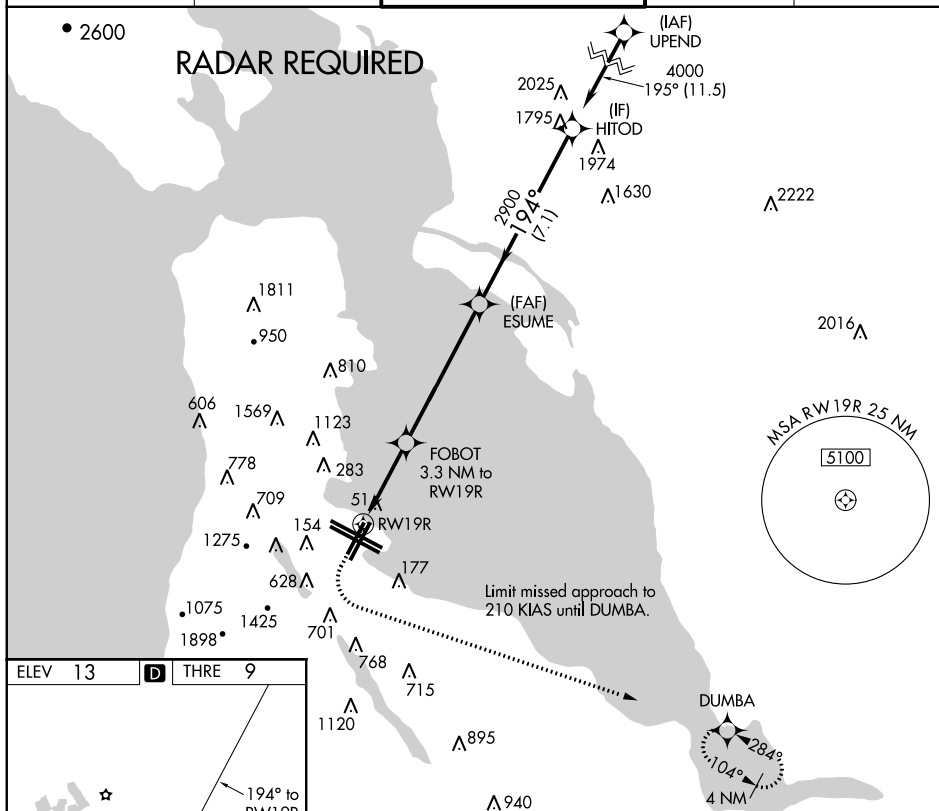 2600
RADAR REQUIRED
(IAF)
UPEND
4000
195° (11.5)
2025
(IF)
HITOD
1795
1974
1630
2222
2900
194°
(7.1)
1811
(FAF)
ESUME
950
2016
810
606
1569
1123
FOBOT
3.3 NM to
RW19R
MSA RW19R 25 NM
5100
283
778
51
709
154
RW19R
1275
177
628
Limit missed approach to
210 KIAS until DUMBA.
1075
1425
701
1898
768
715
ELEV 13
D
THRE 9
DUMBA
1120
895
284°
104°
4 NM
194° to
RW19R
940